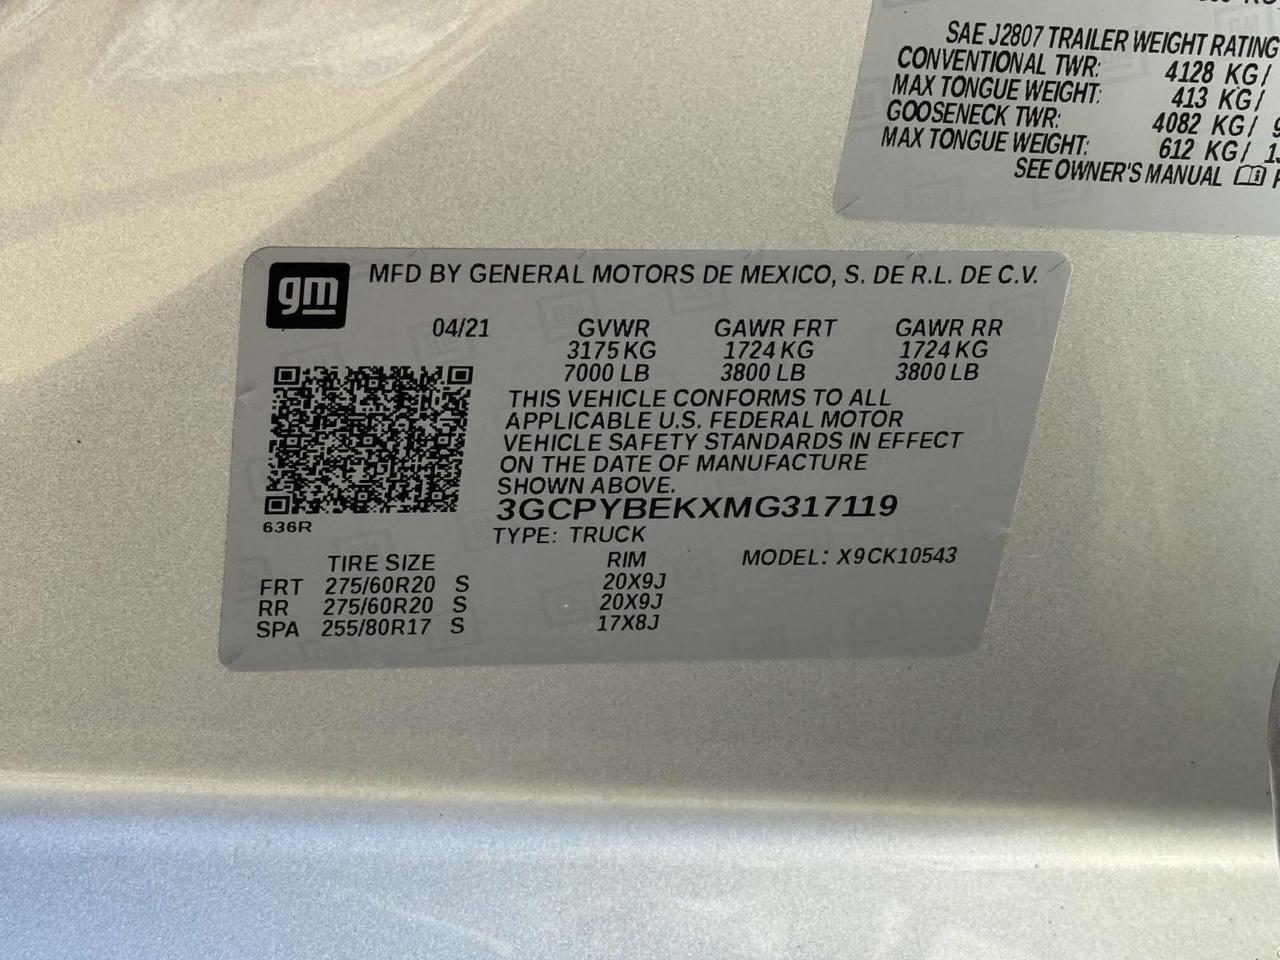 SAE J2807 TRAILER WEIGHT RATING
CONVENTIONAL TWR: 4128 KG/
MAX TONGUE WEIGHT: 413 KG/
GOOSENECK TWR: 4082 KG/
MAX TONGUE WEIGHT: 612 KG/
SEE OWNER'S MANUAL
gm
MFD BY GENERAL MOTORS DE MEXICO, S. DE R.L. DE C.V.
04/21 GVWR GAWR FRT GAWR RR
3175 KG 1724 KG 1724 KG
7000 LB 3800 LB 3800 LB
THIS VEHICLE CONFORMS TO ALL
APPLICABLE U.S. FEDERAL MOTOR
VEHICLE SAFETY STANDARDS IN EFFECT
ON THE DATE OF MANUFACTURE
SHOWN ABOVE.
3GCPYBEKXMG317119
636R
TYPE: TRUCK
TIRE SIZE RIM MODEL: X9CK10543
FRT 275/60R20 S 20X9J
RR 275/60R20 S 20X9J
SPA 255/80R17 S 17X8J